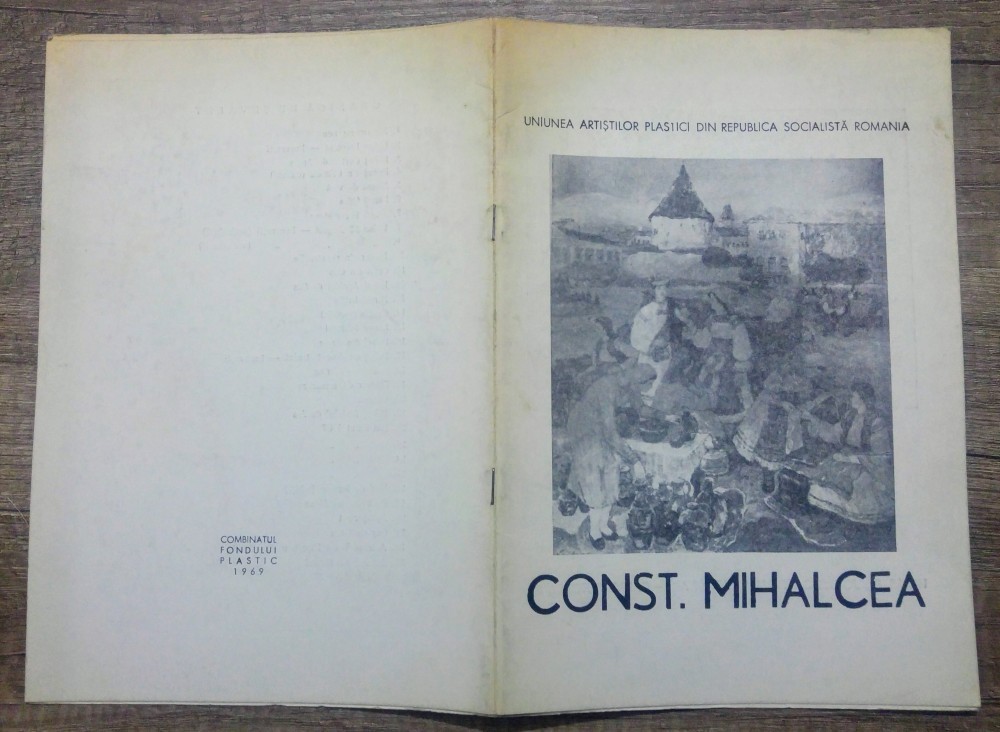 UNIUNEA ARTIȘTILOR PLASTICI DIN REPUBLICA SOCIALISTĂ ROMANIA
CONST. MIHALCEA
COMBINATUL
FONDULUI
PLASTIC
1969